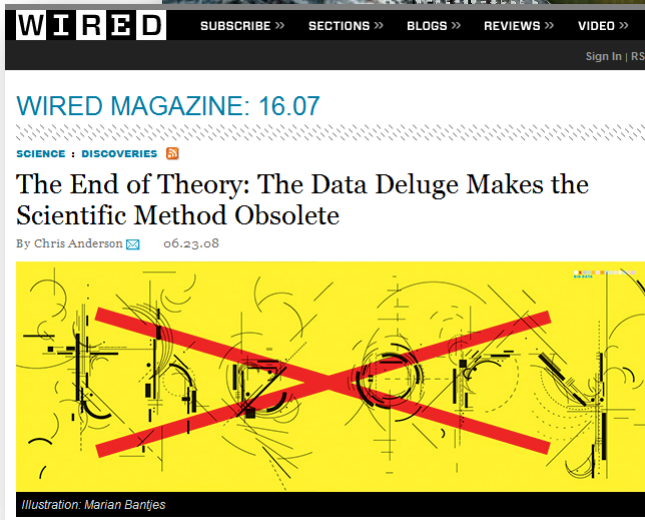 WIRED
SUBSCRIBE >> SECTIONS >> BLOGS >> REVIEWS >> VIDEO >>
Sign In | RS
WIRED MAGAZINE: 16.07
SCIENCE : DISCOVERIES
The End of Theory: The Data Deluge Makes the
Scientific Method Obsolete
By Chris Anderson 06.23.08
theory
Illustration: Marian Bantjes